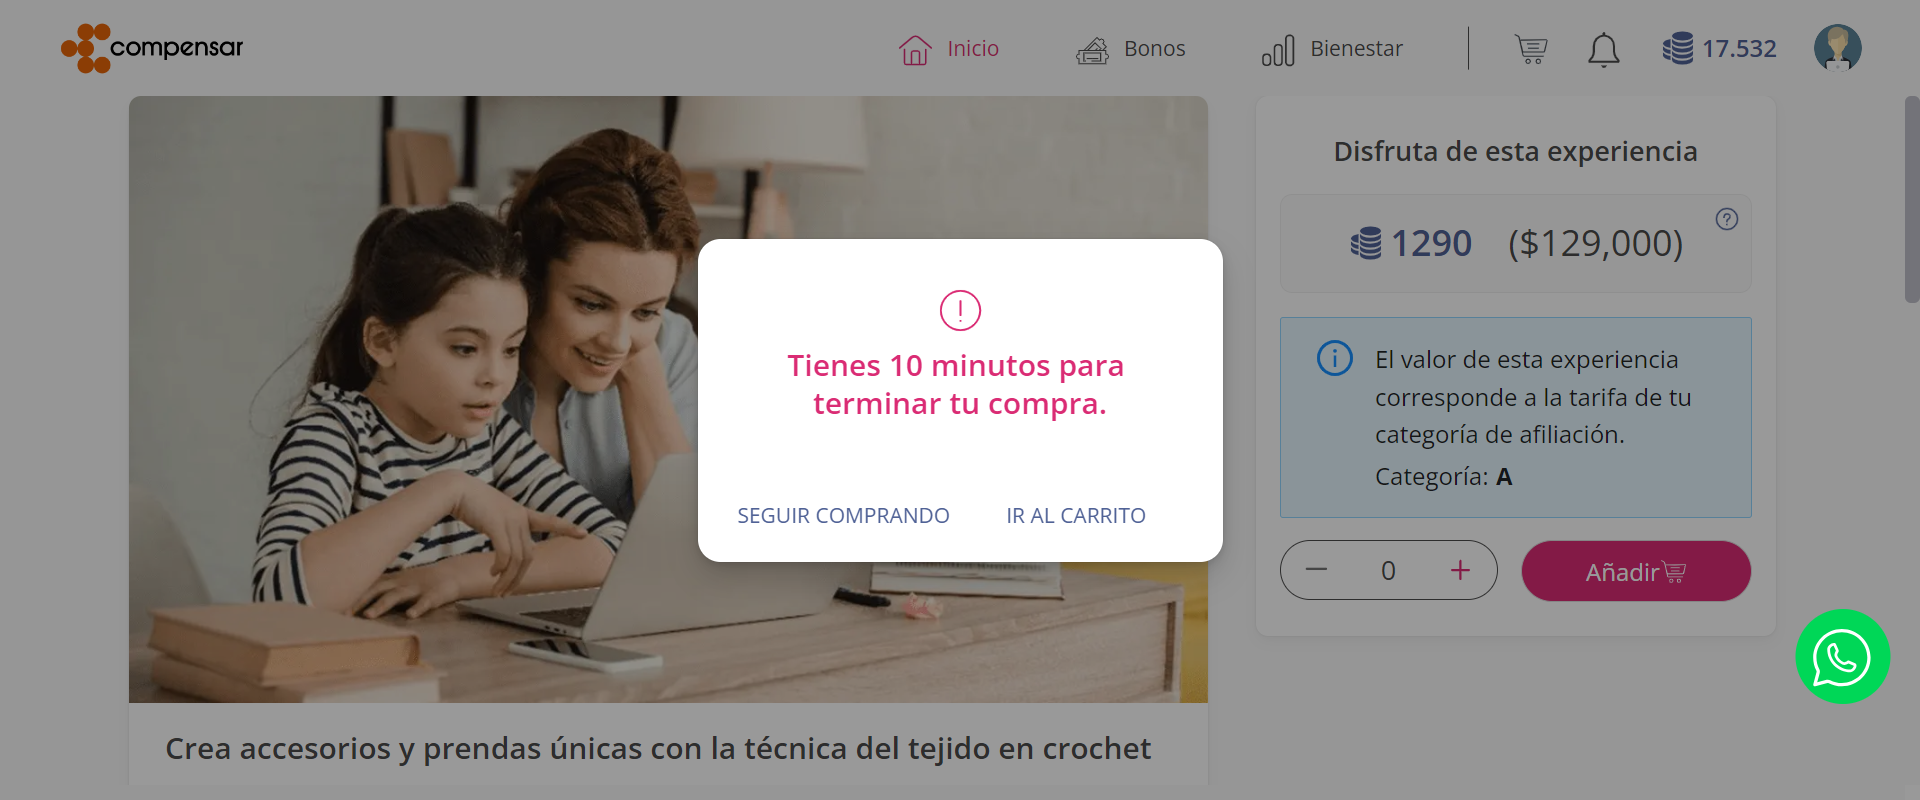 compensar
Inicio
Bonos
Bienestar
17.532
Disfruta de esta experiencia
1290 ($129,000)
?
El valor de esta experiencia
corresponde a la tarifa de tu
categoría de afiliación.
Categoría: A
0
Añadir
Tienes 10 minutos para
terminar tu compra.
SEGUIR COMPRANDO
IR AL CARRITO
Crea accesorios y prendas únicas con la técnica del tejido en crochet